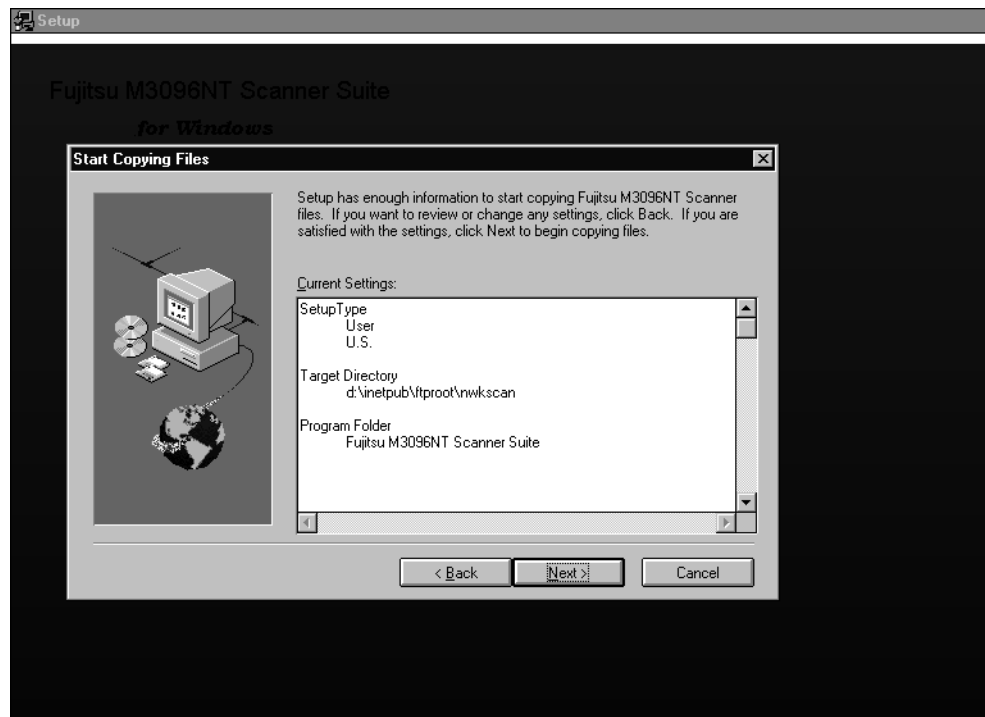 Setup
Fujitsu M3096NT Scanner Suite
for Windows
Start Copying Files
Setup has enough information to start copying Fujitsu M3096NT Scanner
files. If you want to review or change any settings, click Back. If you are
satisfied with the settings, click Next to begin copying files.
Current Settings:
SetupType
User
U.S.
Target Directory
d:\inetpub\ftproot\nwkscan
Program Folder
Fujitsu M3096NT Scanner Suite
< Back
Next >
Cancel